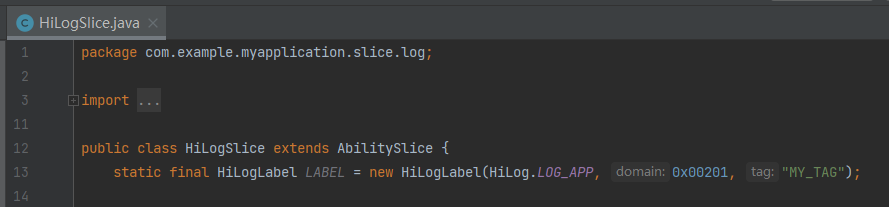 HiLogSlice.java
1 package com.example.myapplication.slice.log;
2
3 import ...
11
12 public class HiLogSlice extends AbilitySlice {
13 static final HiLogLabel LABEL = new HiLogLabel(HiLog.LOG_APP, domain: 0x00201, tag: "MY_TAG");
14